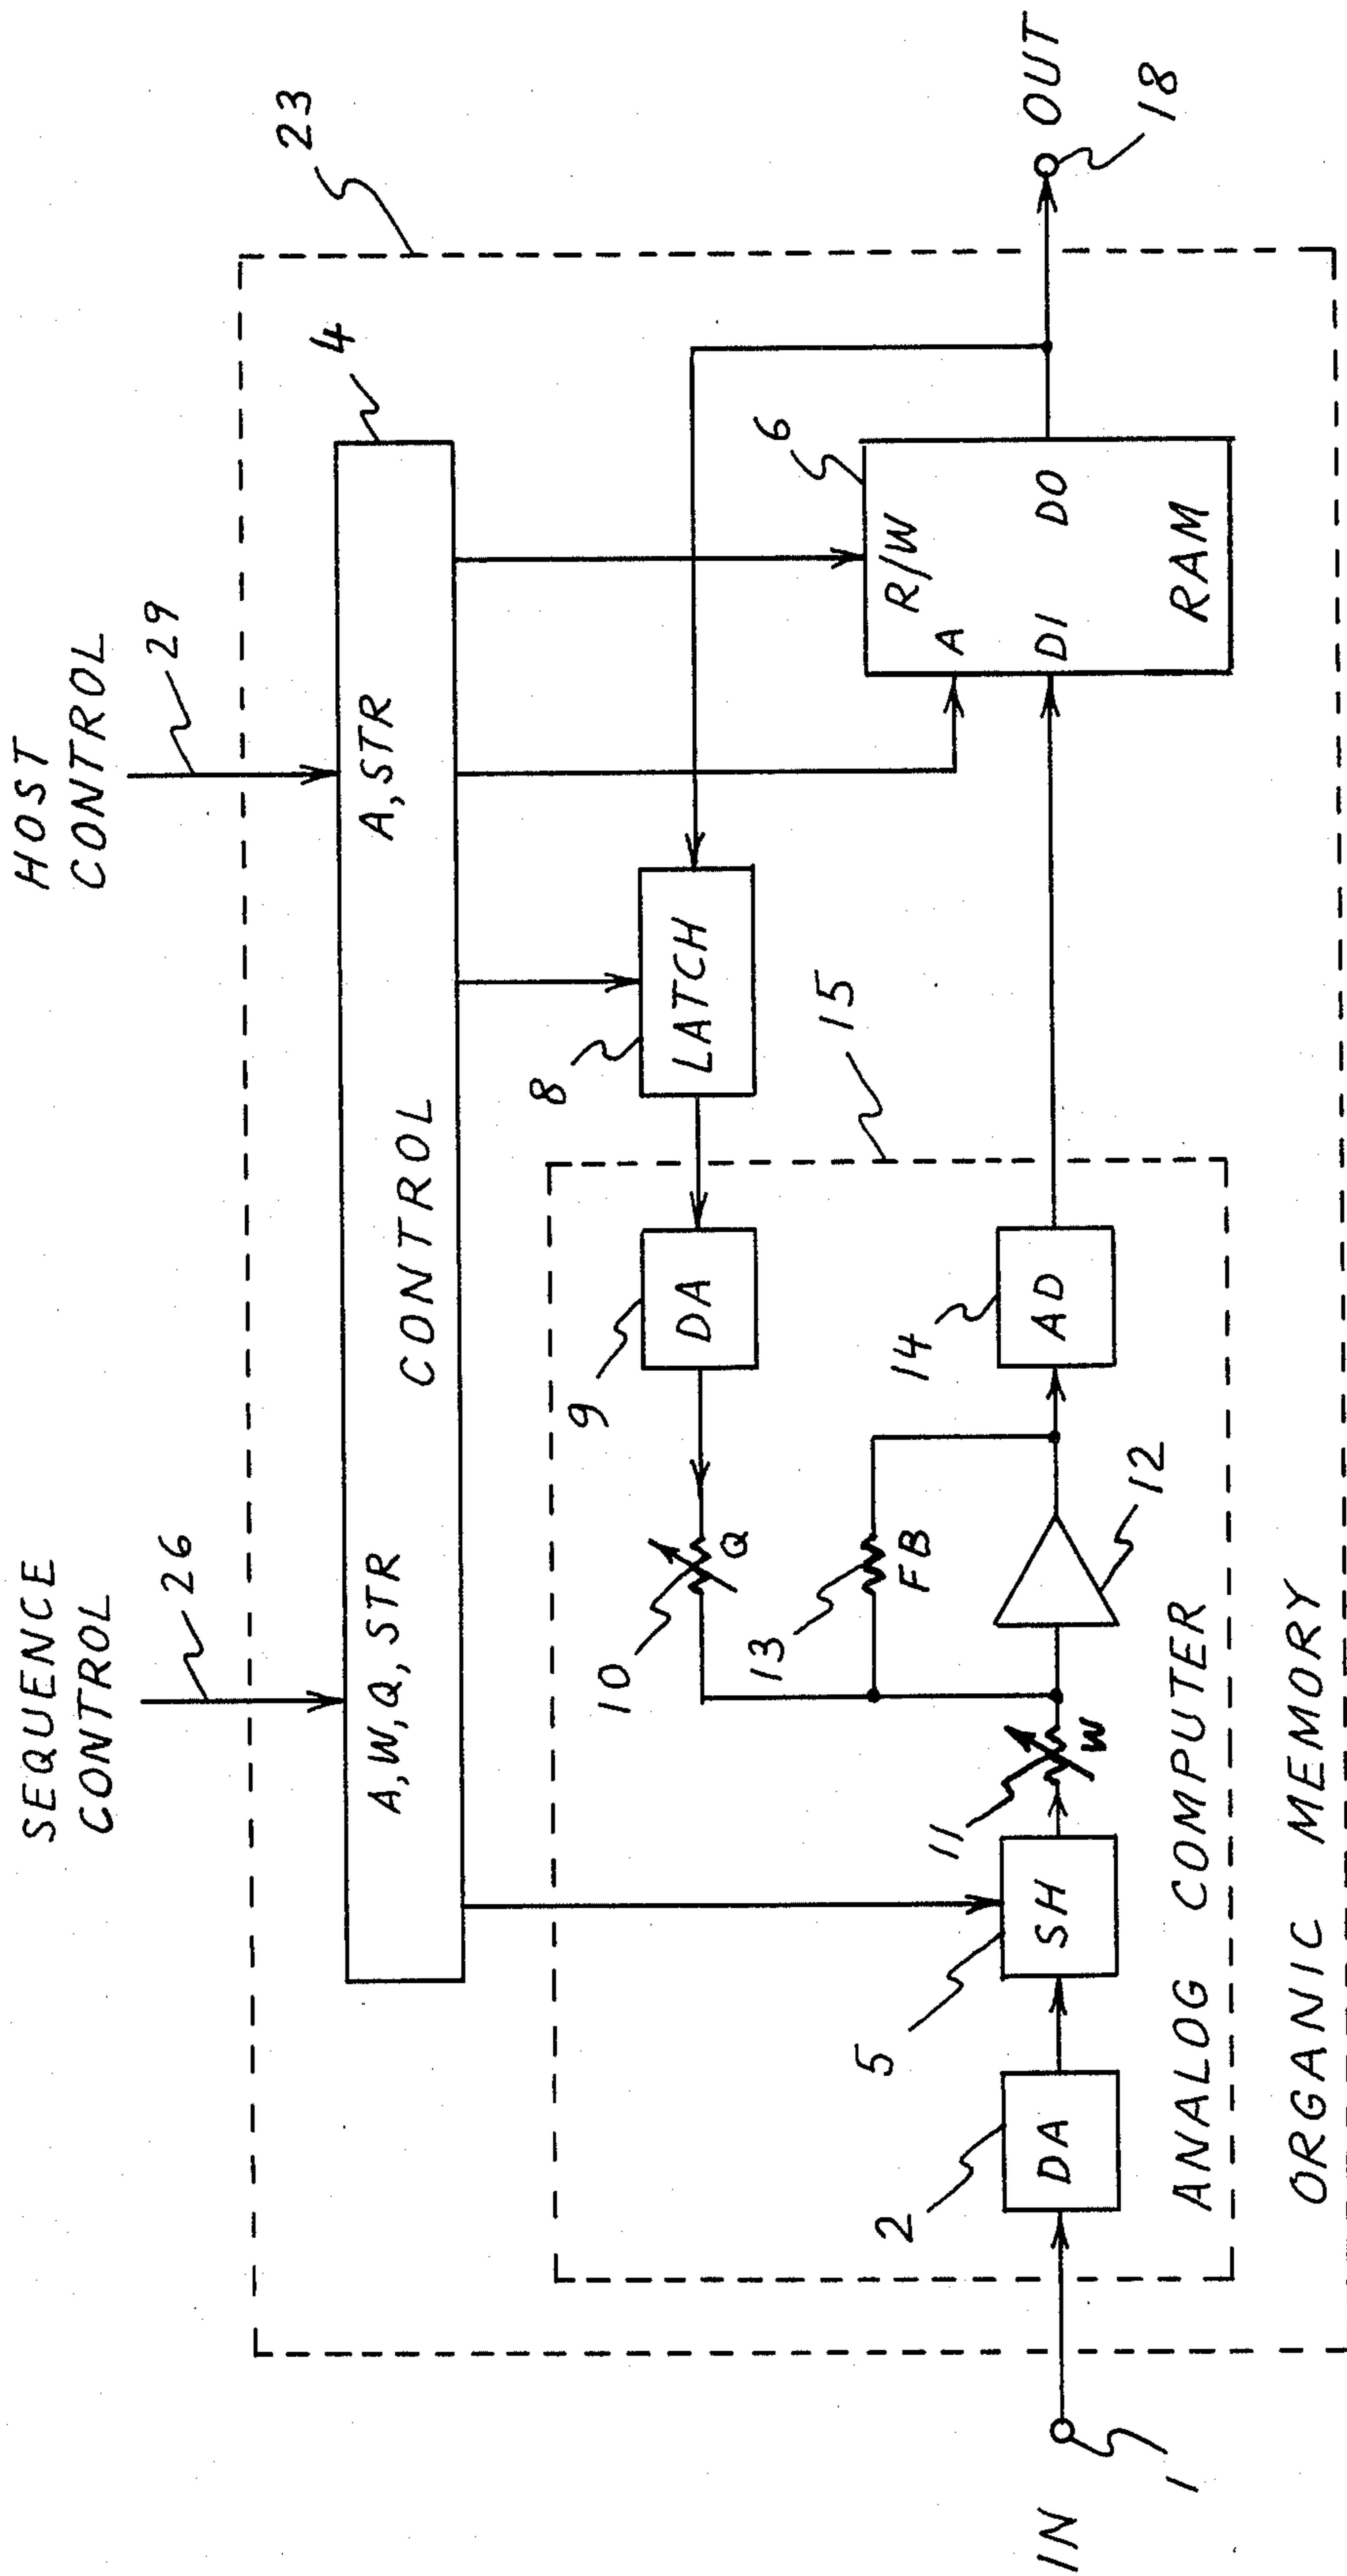 SEQUENCE
CONTROL
26
HOST
CONTROL
29
23
A, W, Q, STR
A, STR
CONTROL
4
8
LATCH
15
9
DA
10
Q
13
FB
14
AD
12
11
W
5
SH
2
DA
6
R/W
A
DI
DO
RAM
IN
1
OUT
18
ANALOG COMPUTER
ORGANIC MEMORY